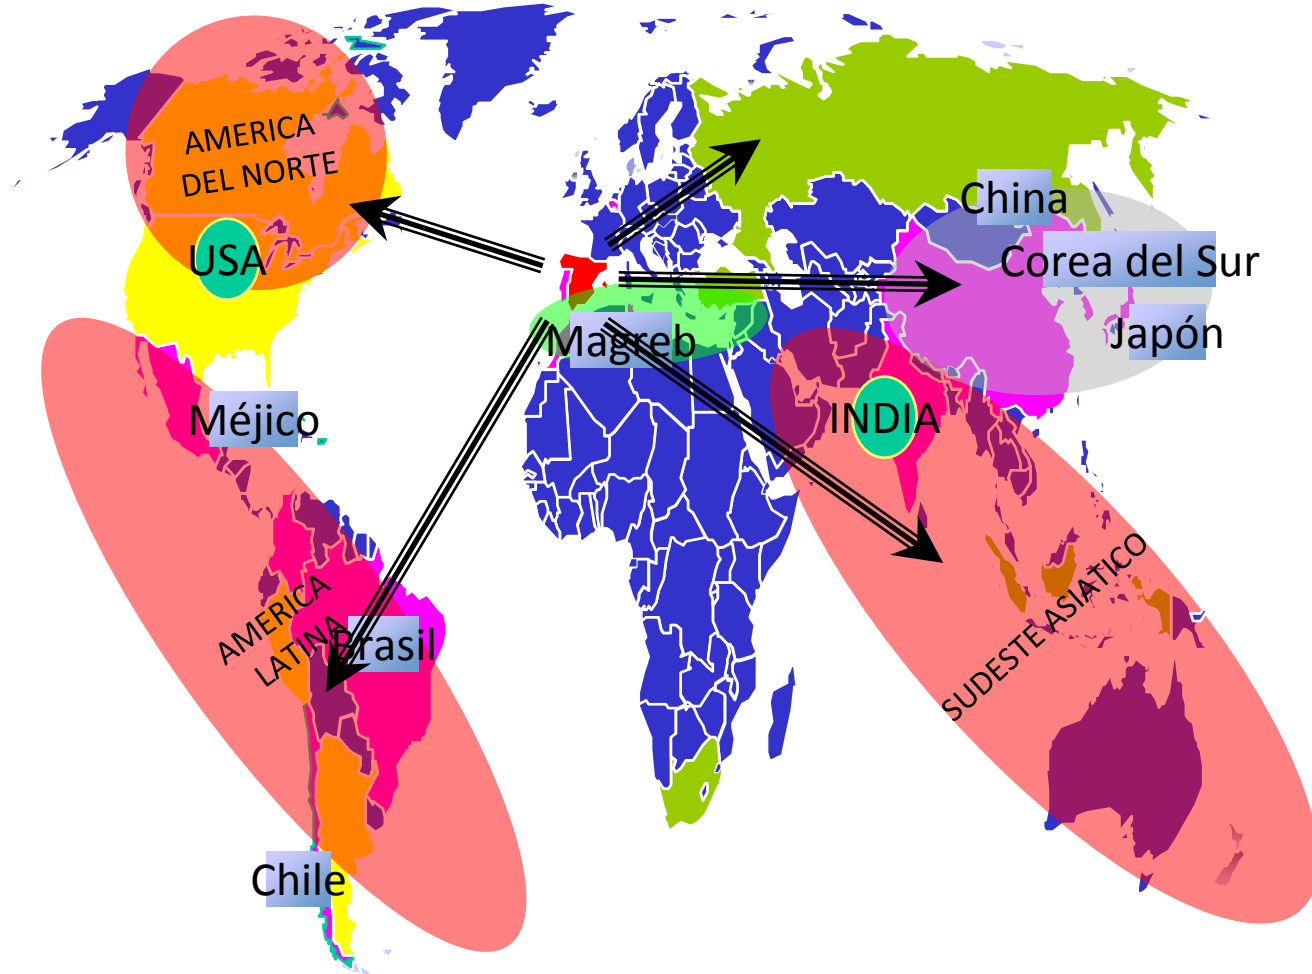 AMERICA
DEL NORTE
USA
China
Corea del Sur
Japón
Magreb
INDIA
Méjico
SUDESTE ASIATICO
AMERICA
LATINA
Brasil
Chile